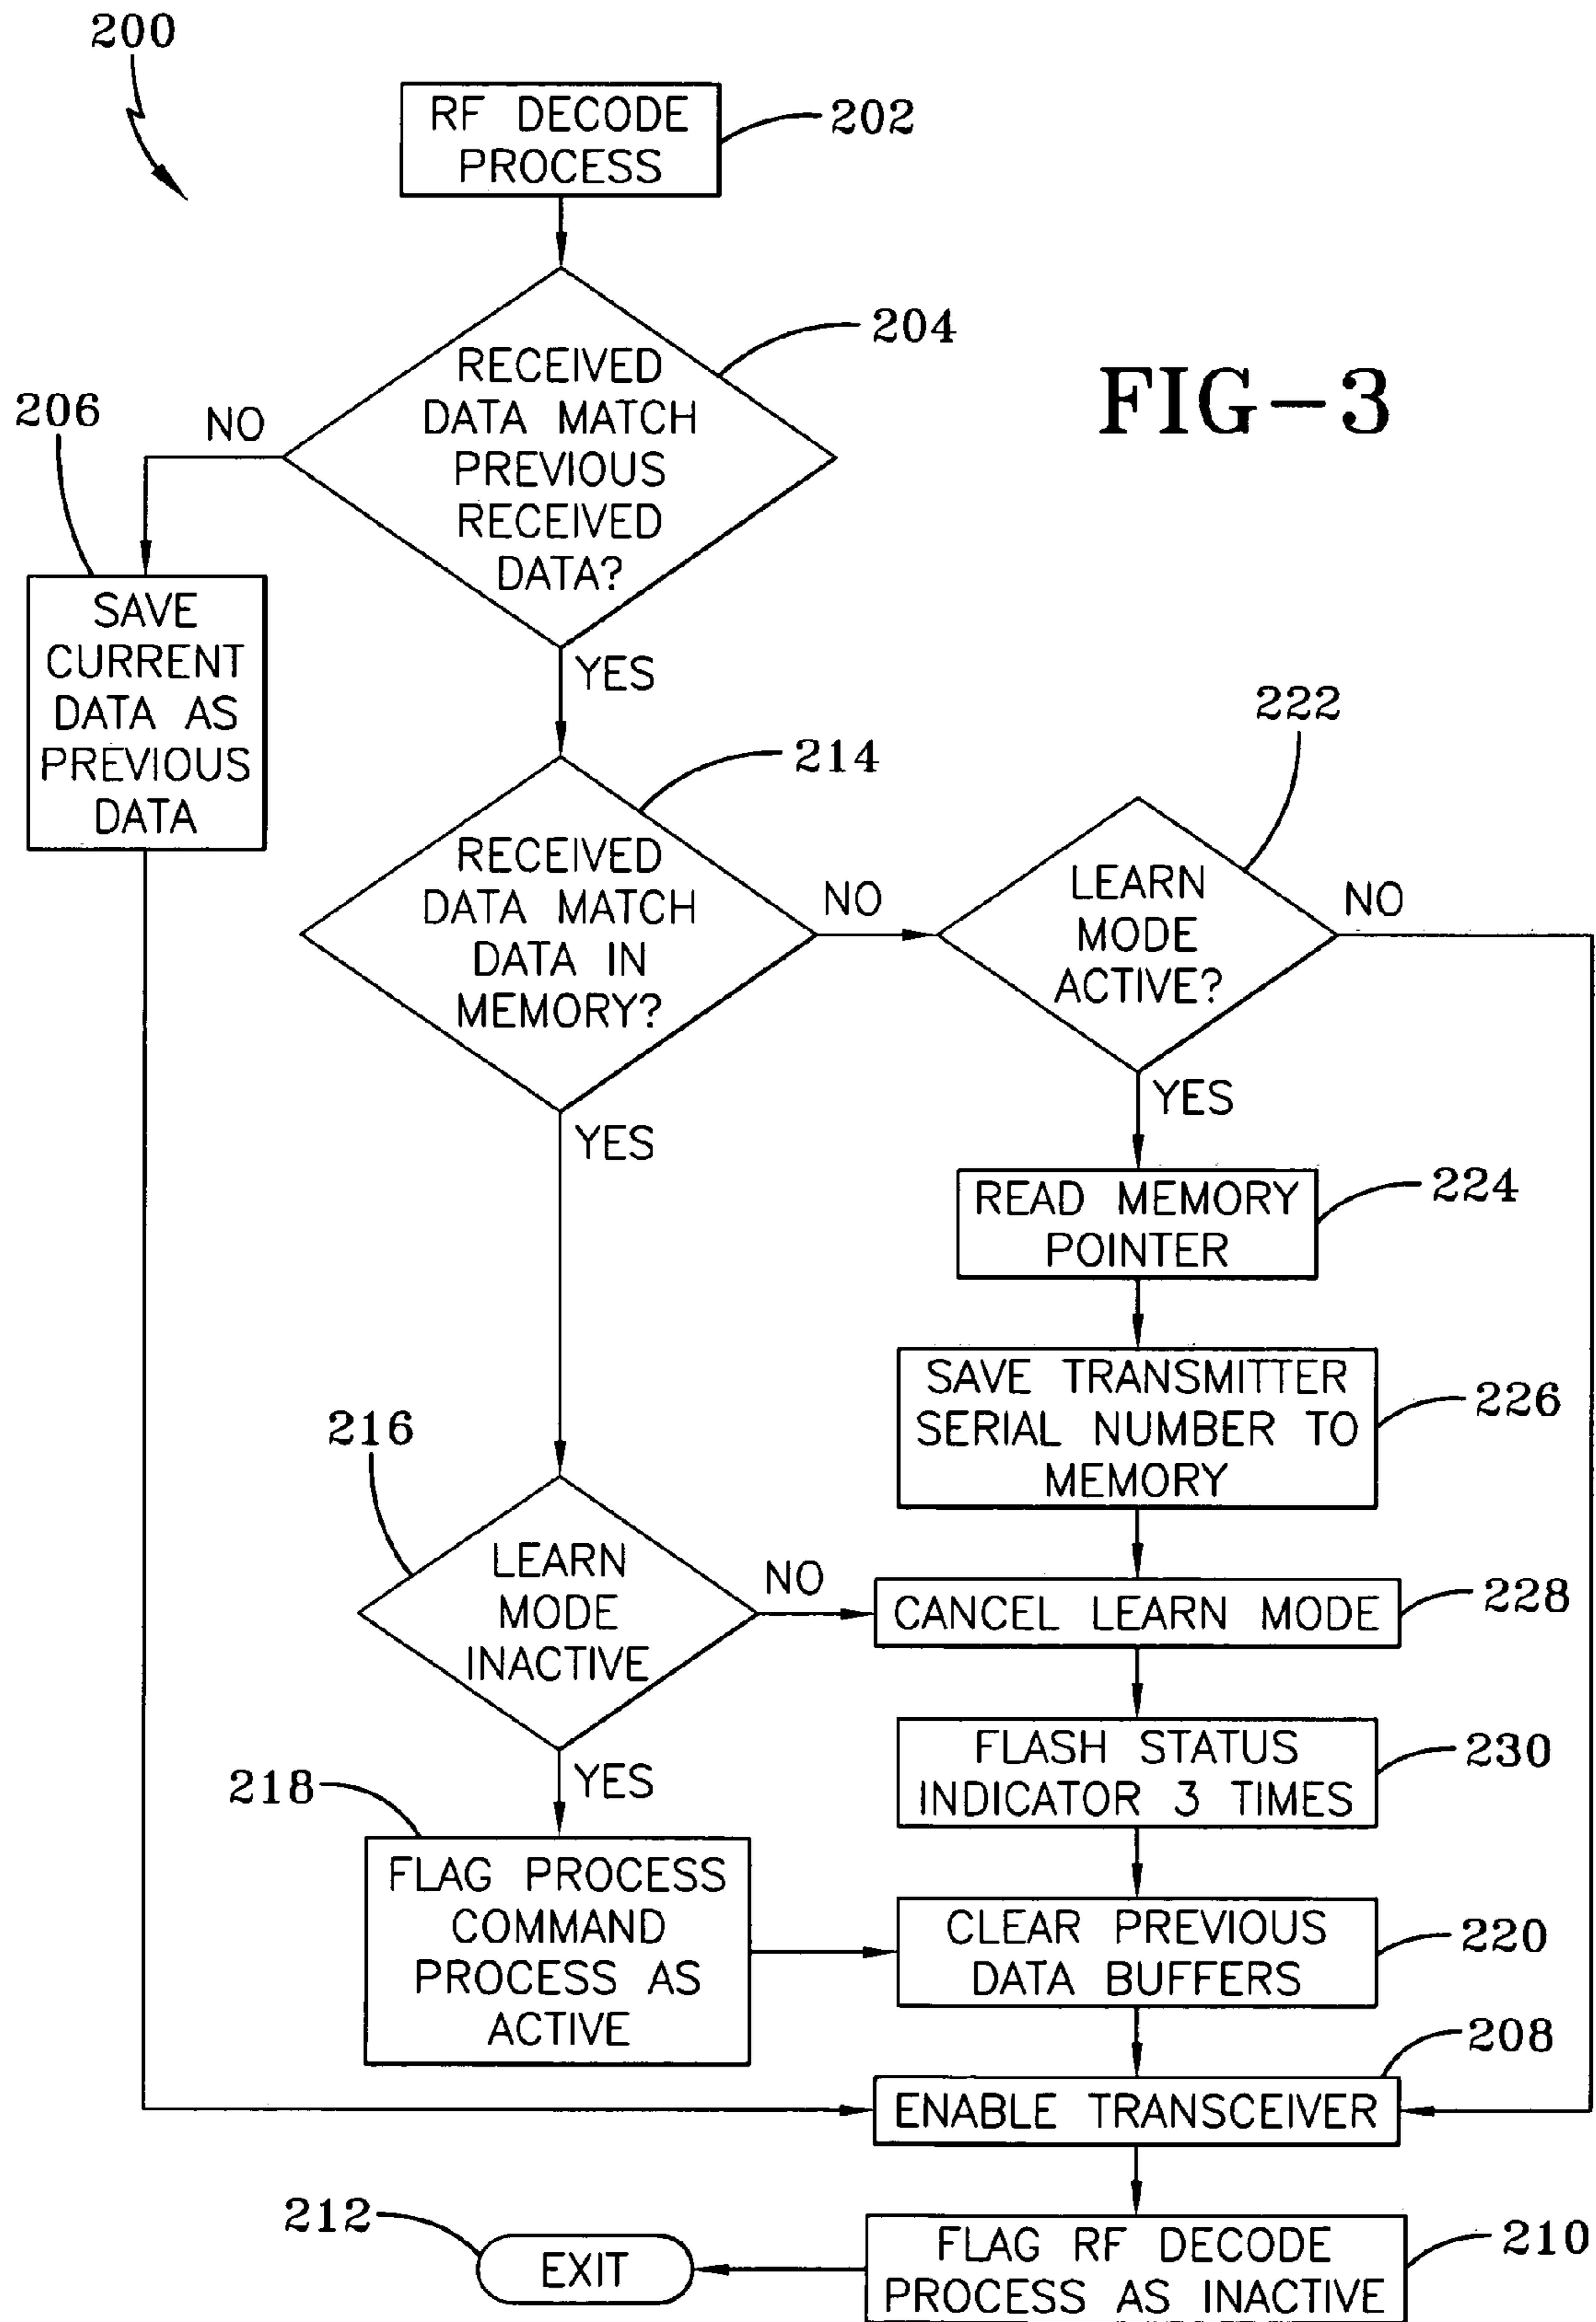 200
RF DECODE
PROCESS
202
RECEIVED
DATA MATCH
PREVIOUS
RECEIVED
DATA?
204
FIG-3
NO
206
SAVE
CURRENT
DATA AS
PREVIOUS
DATA
YES
RECEIVED
DATA MATCH
DATA IN
MEMORY?
214
NO
LEARN
MODE
ACTIVE?
222
NO
YES
YES
READ MEMORY
POINTER
224
SAVE TRANSMITTER
SERIAL NUMBER TO
MEMORY
226
216
LEARN
MODE
INACTIVE
NO
CANCEL LEARN MODE
228
FLASH STATUS
INDICATOR 3 TIMES
230
YES
218
FLAG PROCESS
COMMAND
PROCESS AS
ACTIVE
CLEAR PREVIOUS
DATA BUFFERS
220
208
ENABLE TRANSCEIVER
212
EXIT
FLAG RF DECODE
PROCESS AS INACTIVE
210